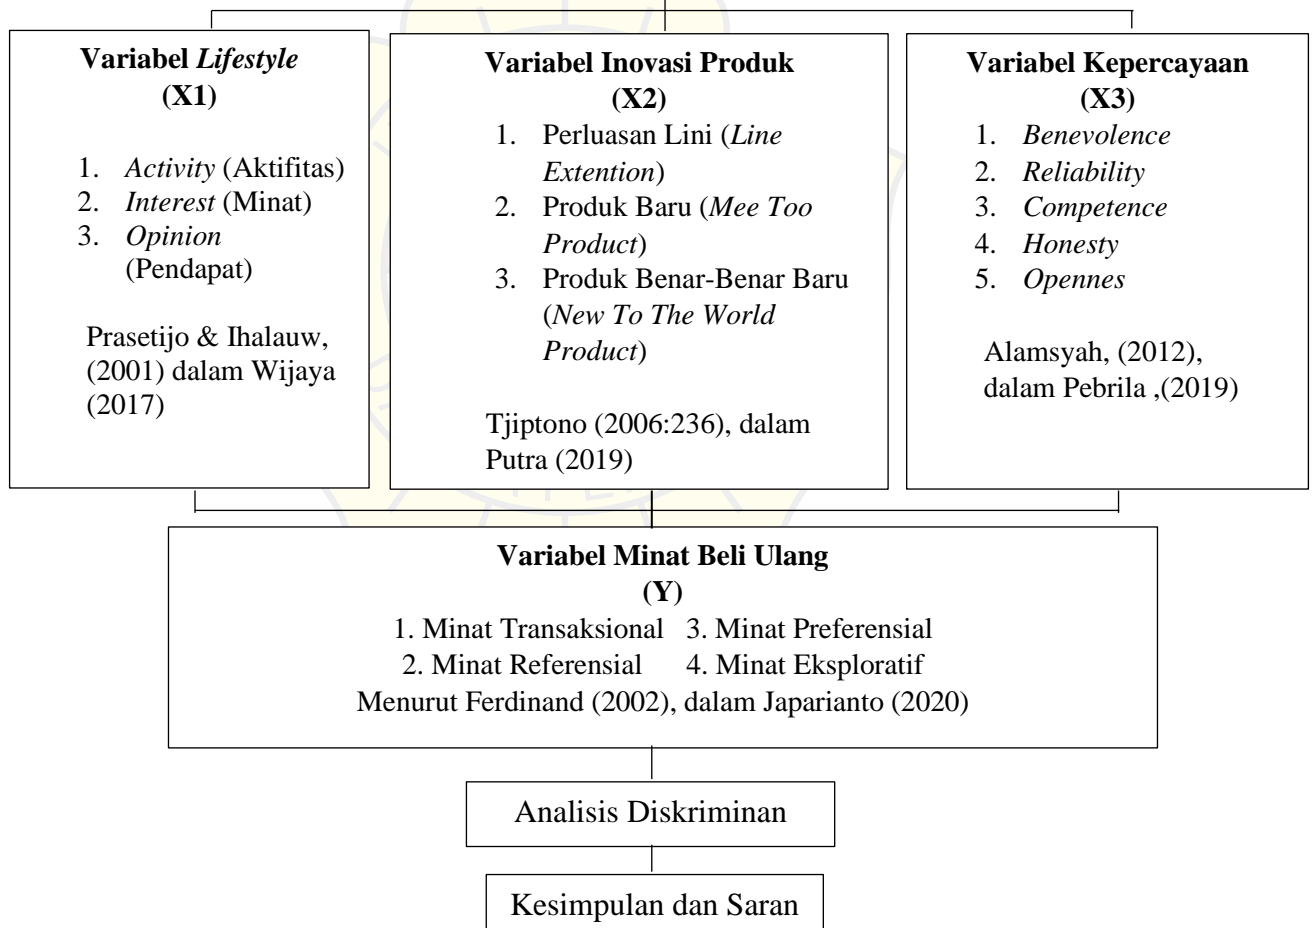 Variabel Lifestyle
(X1)
1. Activity (Aktifitas)
2. Interest (Minat)
3. Opinion
(Pendapat)
Prasetijo & Ihalauw,
(2001) dalam Wijaya
(2017)
Variabel Inovasi Produk
(X2)
1. Perluasan Lini (Line
Extention)
2. Produk Baru (Mee Too
Product)
3. Produk Benar-Benar Baru
(New To The World
Product)
Tjiptono (2006:236), dalam
Putra (2019)
Variabel Kepercayaan
(X3)
1. Benevolence
2. Reliability
3. Competence
4. Honesty
5. Opennes
Alamsyah, (2012),
dalam Pebrila ,(2019)
Variabel Minat Beli Ulang
(Y)
1. Minat Transaksional 3. Minat Preferensial
2. Minat Referensial 4. Minat Eksploratif
Menurut Ferdinand (2002), dalam Japarianto (2020)
Analisis Diskriminan
Kesimpulan dan Saran